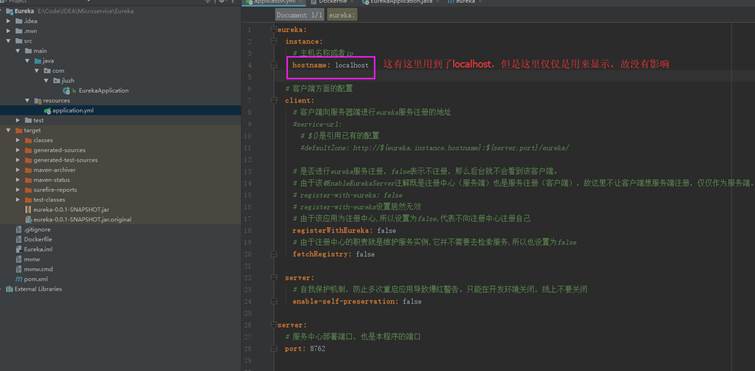 Project
application.yml
Dockerfile
EurekaApplication.java
eureka
Eureka E:\Code\IDEA\Microservice\Eureka
.idea
.mvn
src
main
java
com
jiuzh
EurekaApplication
resources
application.yml
test
target
classes
generated-sources
generated-test-sources
maven-archiver
maven-status
surefire-reports
test-classes
eureka-0.0.1-SNAPSHOT.jar
eureka-0.0.1-SNAPSHOT.jar.original
.gitignore
Dockerfile
Eureka.iml
mvnw
mvnw.cmd
pom.xml
External Libraries
Document 1/1 eureka:
eureka:
instance:
# 主机名称或者ip
hostname: localhost 这有这里用到了localhost，但是这里仅仅是用来显示，故没有影响
# 客户端方面的配置
client:
# 客户端向服务器端进行eureka服务注册的地址
#service-url:
# ${}是引用已有的配置
#defaultZone: http://${eureka.instance.hostname}:${server.port}/eureka/
# 是否进行eureka服务注册，false表示不注册，那么后台就不会看到该客户端。
# 由于该@EnableEurekaServer注解既是注册中心（服务端）也是服务注册（客户端），故这里不让客户端想服务端注册，仅仅作为服务端。
# register-with-eureka: false
# register-with-eureka设置居然无效
# 由于该应用为注册中心,所以设置为false,代表不向注册中心注册自己
registerWithEureka: false
# 由于注册中心的职责就是维护服务实例,它并不需要去检索服务,所以也设置为false
fetchRegistry: false
server:
# 自我保护机制，防止多次重启应用导致爆红警告，只能在开发环境关闭，线上不要关闭
enable-self-preservation: false
server:
# 服务中心部署端口，也是本程序的端口
port: 8762